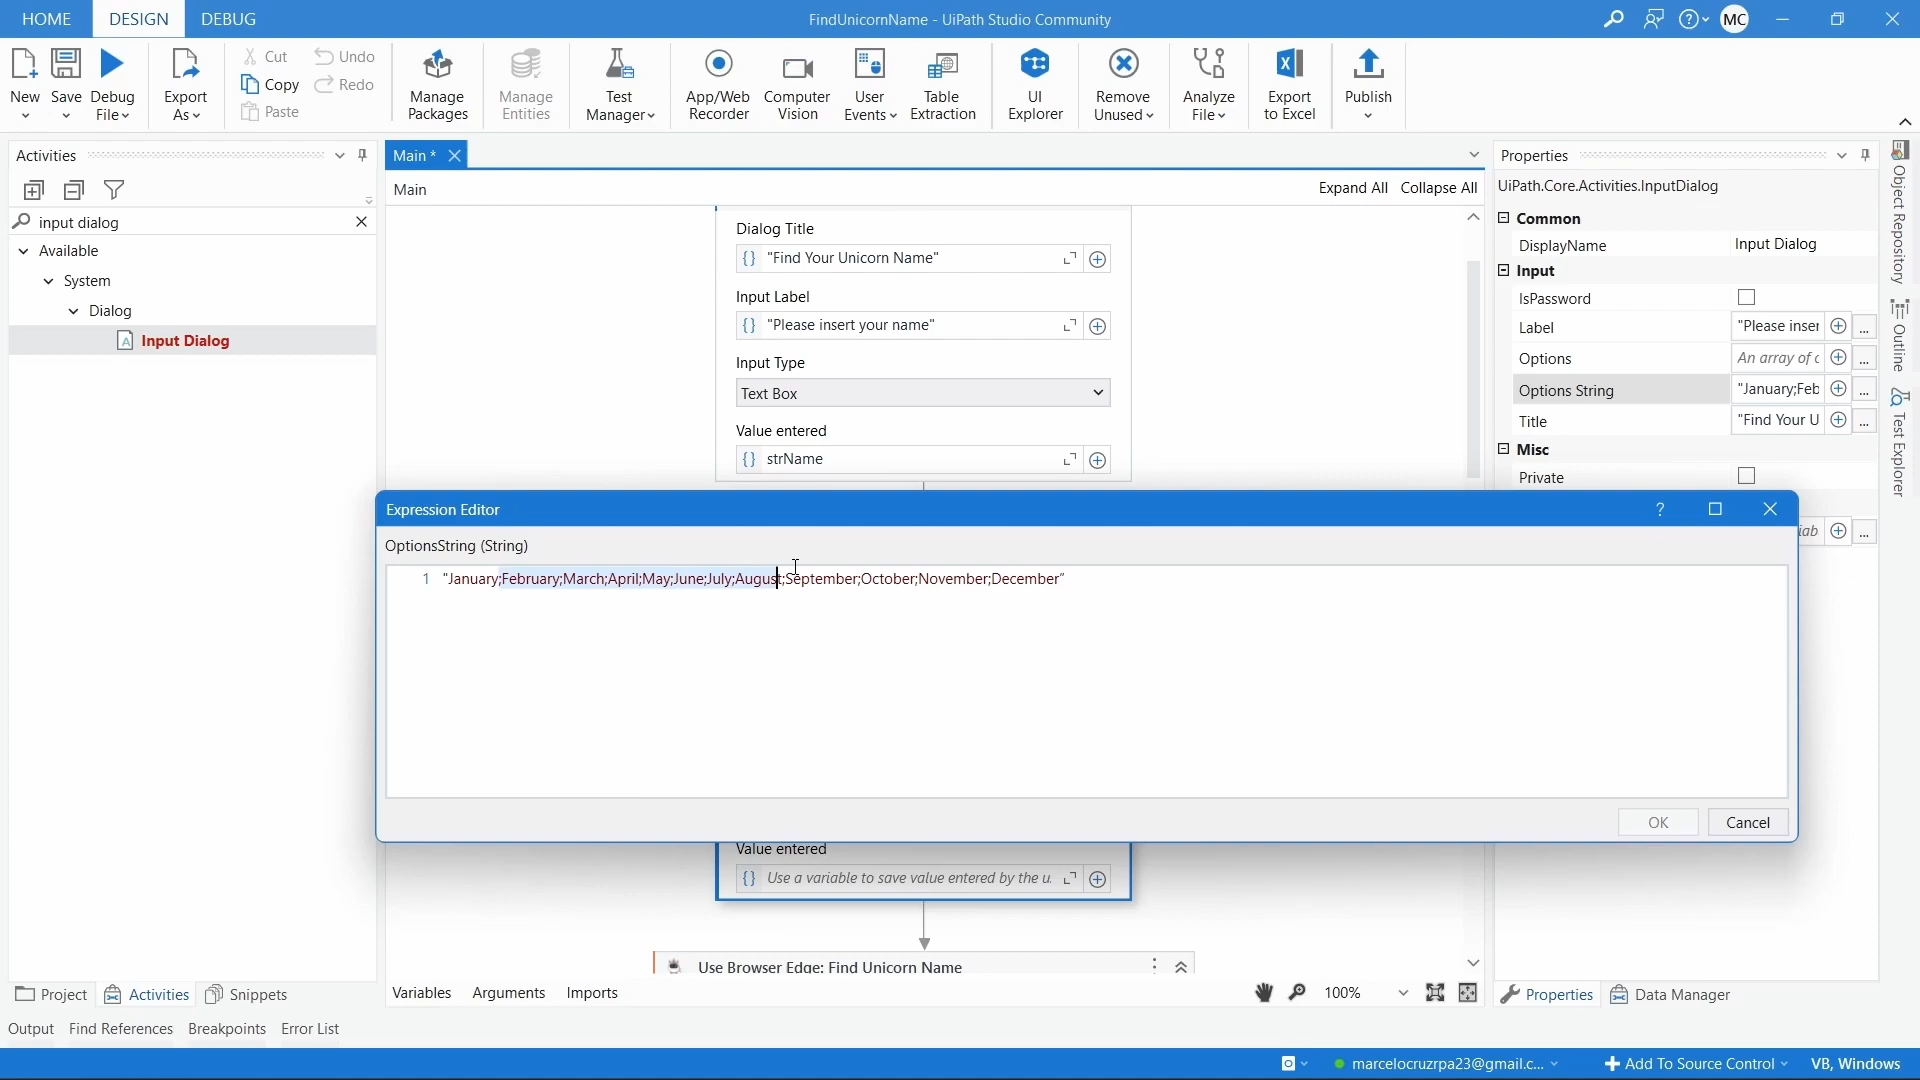 HOME
DESIGN
DEBUG
FindUnicornName - UiPath Studio Community
MC
New
Save
Debug File
Export As
Cut
Copy
Paste
Undo
Redo
Manage Packages
Manage Entities
Test Manager
App/Web Recorder
Computer Vision
User Events
Table Extraction
UI Explorer
Remove Unused
Analyze File
Export to Excel
Publish
Activities
input dialog
Available
System
Dialog
Input Dialog
Main *
Main
Expand All
Collapse All
Dialog Title
"Find Your Unicorn Name"
Input Label
"Please insert your name"
Input Type
Text Box
Value entered
strName
Properties
UiPath.Core.Activities.InputDialog
Common
DisplayName
Input Dialog
Input
IsPassword
Label
"Please inser
Options
An array of c
Options String
"January;Feb
Title
"Find Your U
Misc
Private
iab
Object Repository
Outline
Test Explorer
Expression Editor
OptionsString (String)
1 "January;February;March;April;May;June;July;August;September;October;November;December"
OK
Cancel
Value entered
Use a variable to save value entered by the u.
Use Browser Edge: Find Unicorn Name
Project
Activities
Snippets
Variables
Arguments
Imports
100%
Properties
Data Manager
Output
Find References
Breakpoints
Error List
marcelocruzrpa23@gmail.c...
Add To Source Control
VB, Windows